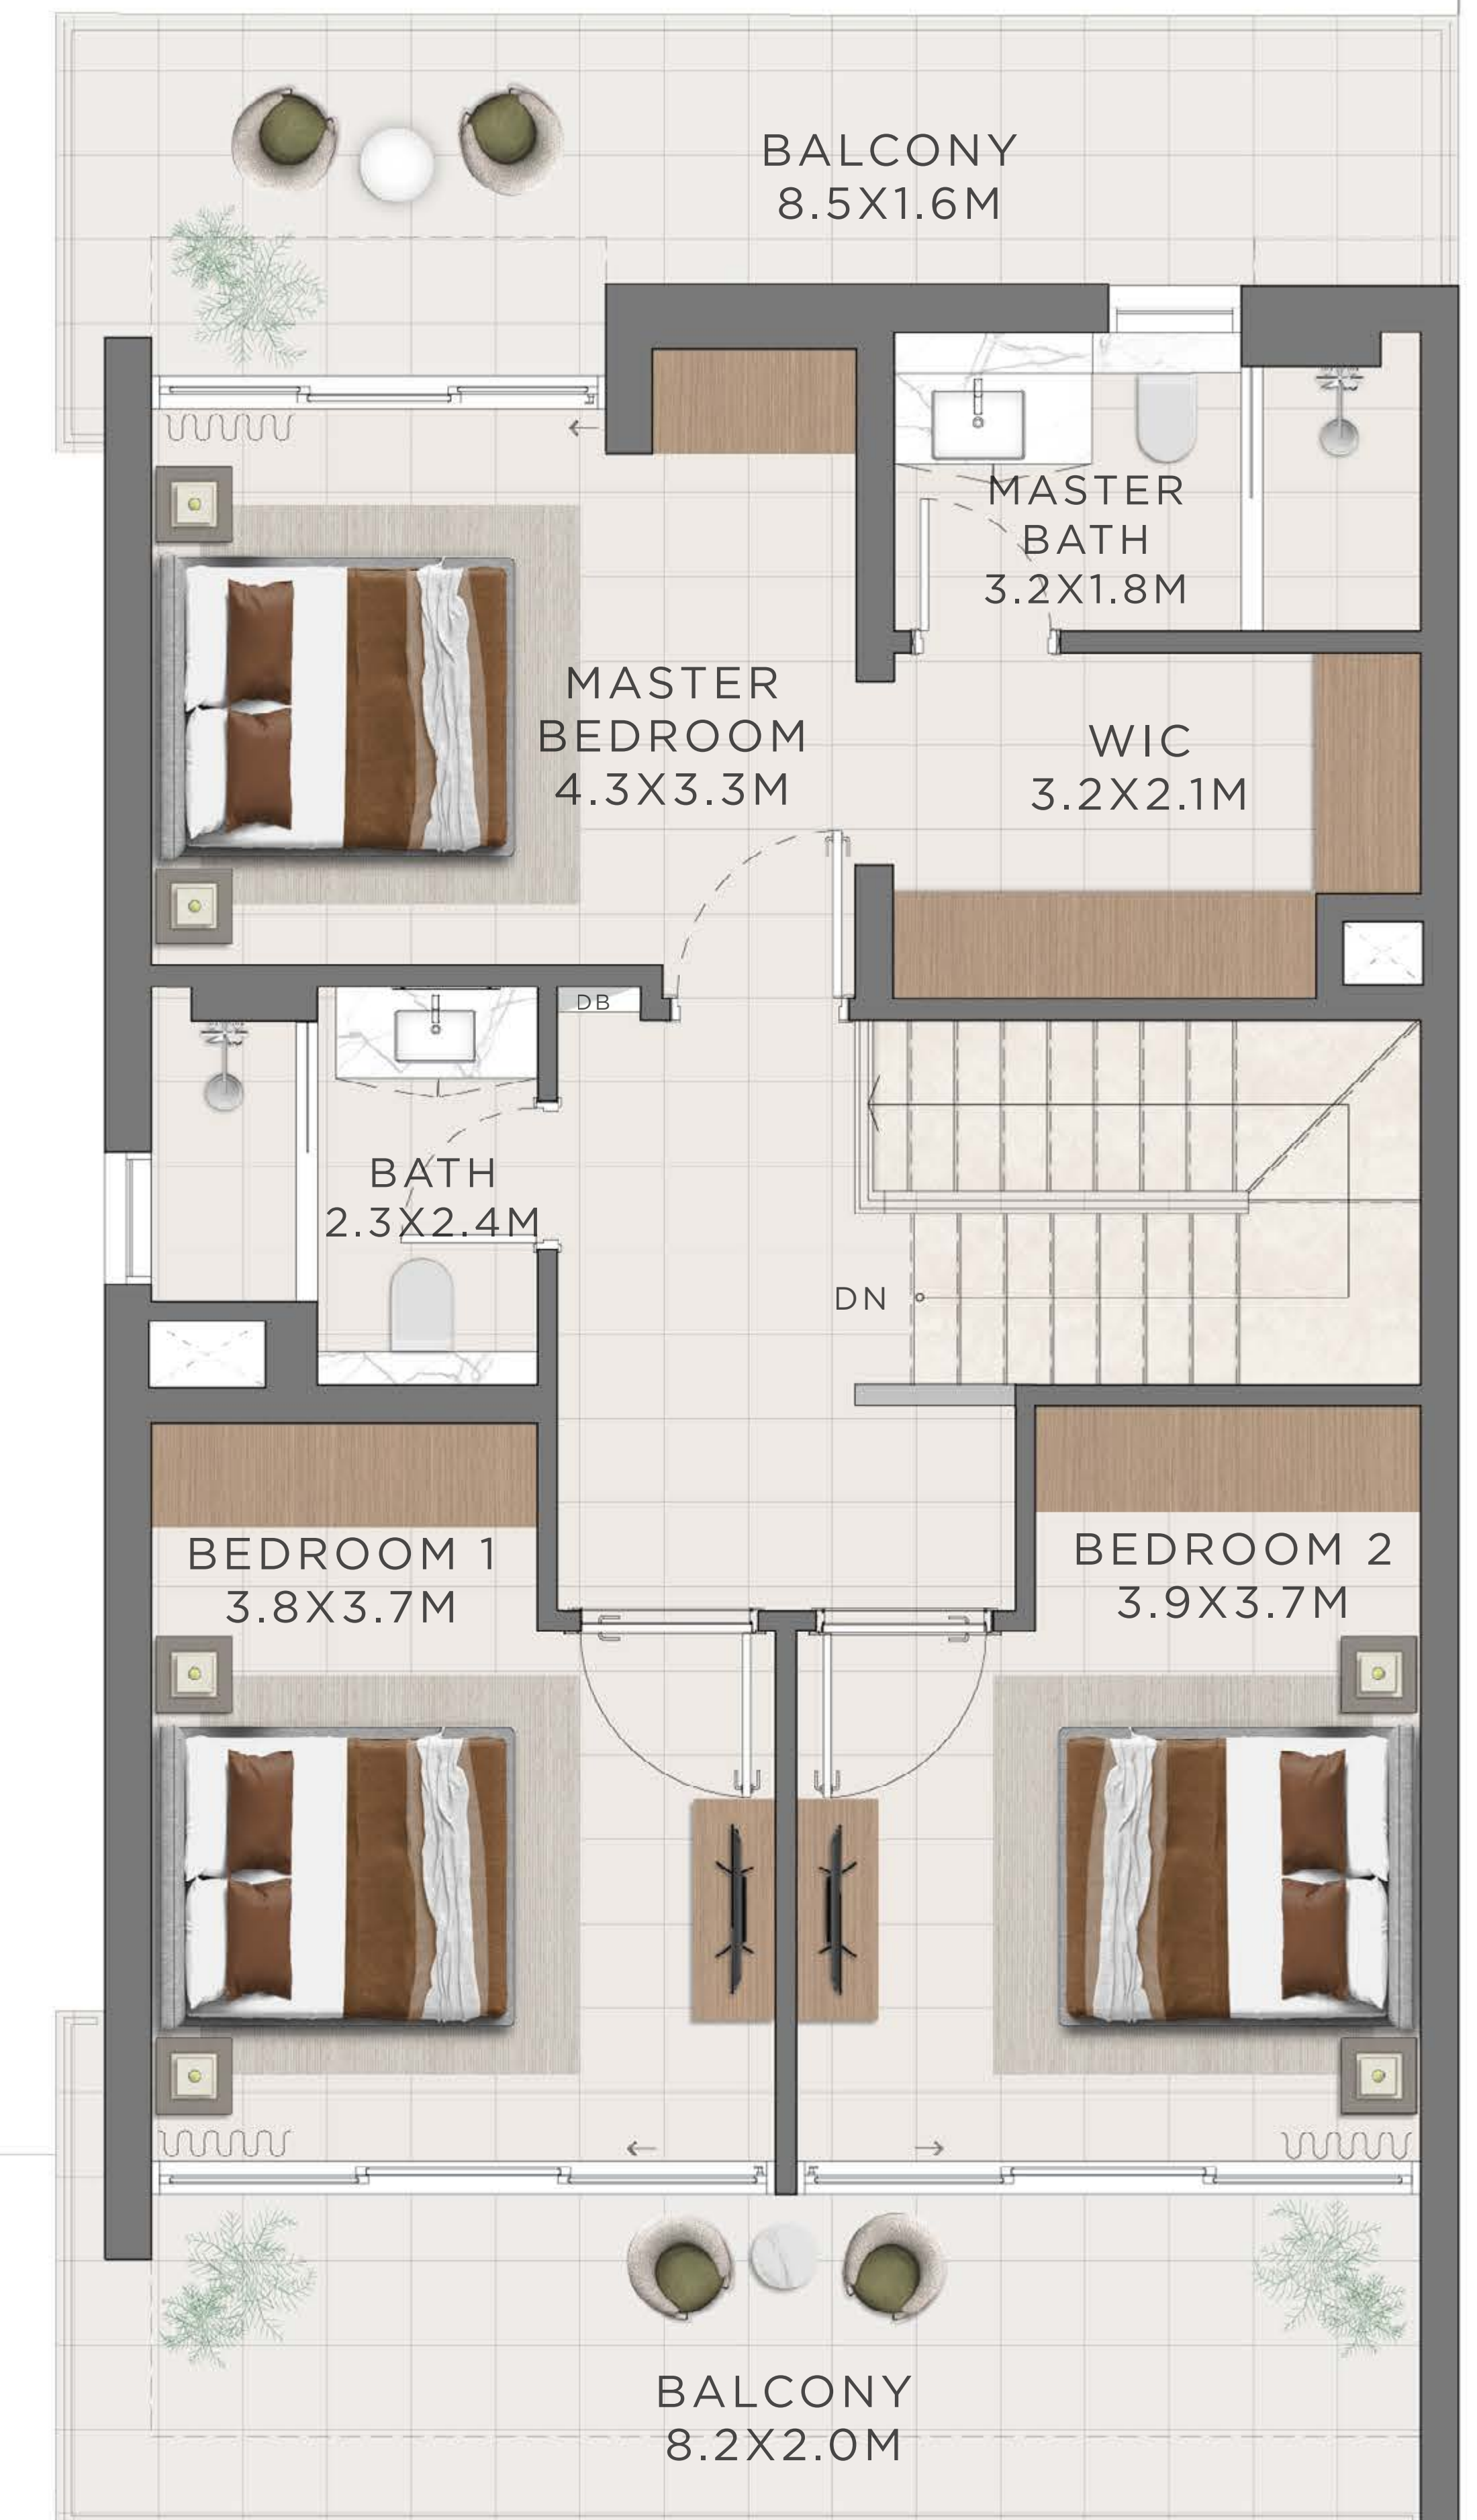 BALCONY
8.5X1.6M
MASTER
BATH
3.2X1.8M
MASTER
BEDROOM
4.3X3.3M
WIC
3.2X2.1M
DB
BATH
2.3X2.4M
DN
BEDROOM 1
3.8X3.7M
BEDROOM 2
3.9X3.7M
BALCONY
8.2X2.0M